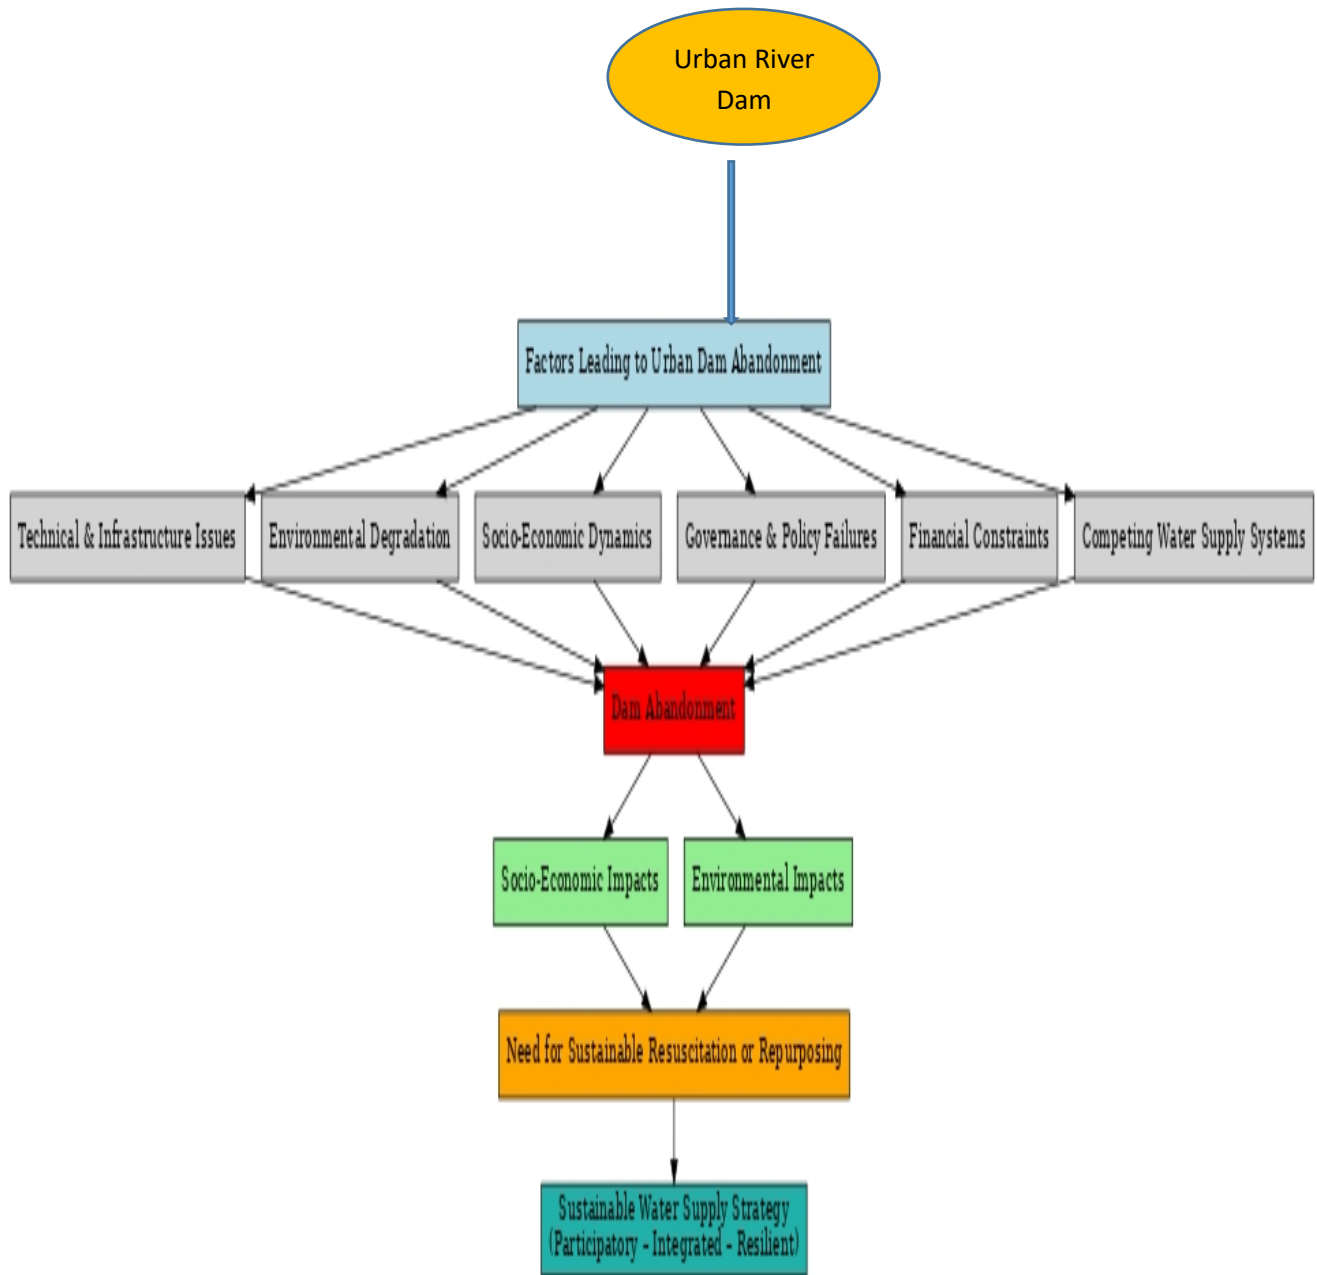 Urban River
Dam
Factors Leading to Urban Dam Abandonment
Technical & Infrastructure Issues
Environmental Degradation
Socio-Economic Dynamics
Governance & Policy Failures
Financial Constraints
Competing Water Supply Systems
Dam Abandonment
Socio-Economic Impacts
Environmental Impacts
Need for Sustainable Resuscitation or Repurposing
Sustainable Water Supply Strategy
(Participatory – Integrated – Resilient)